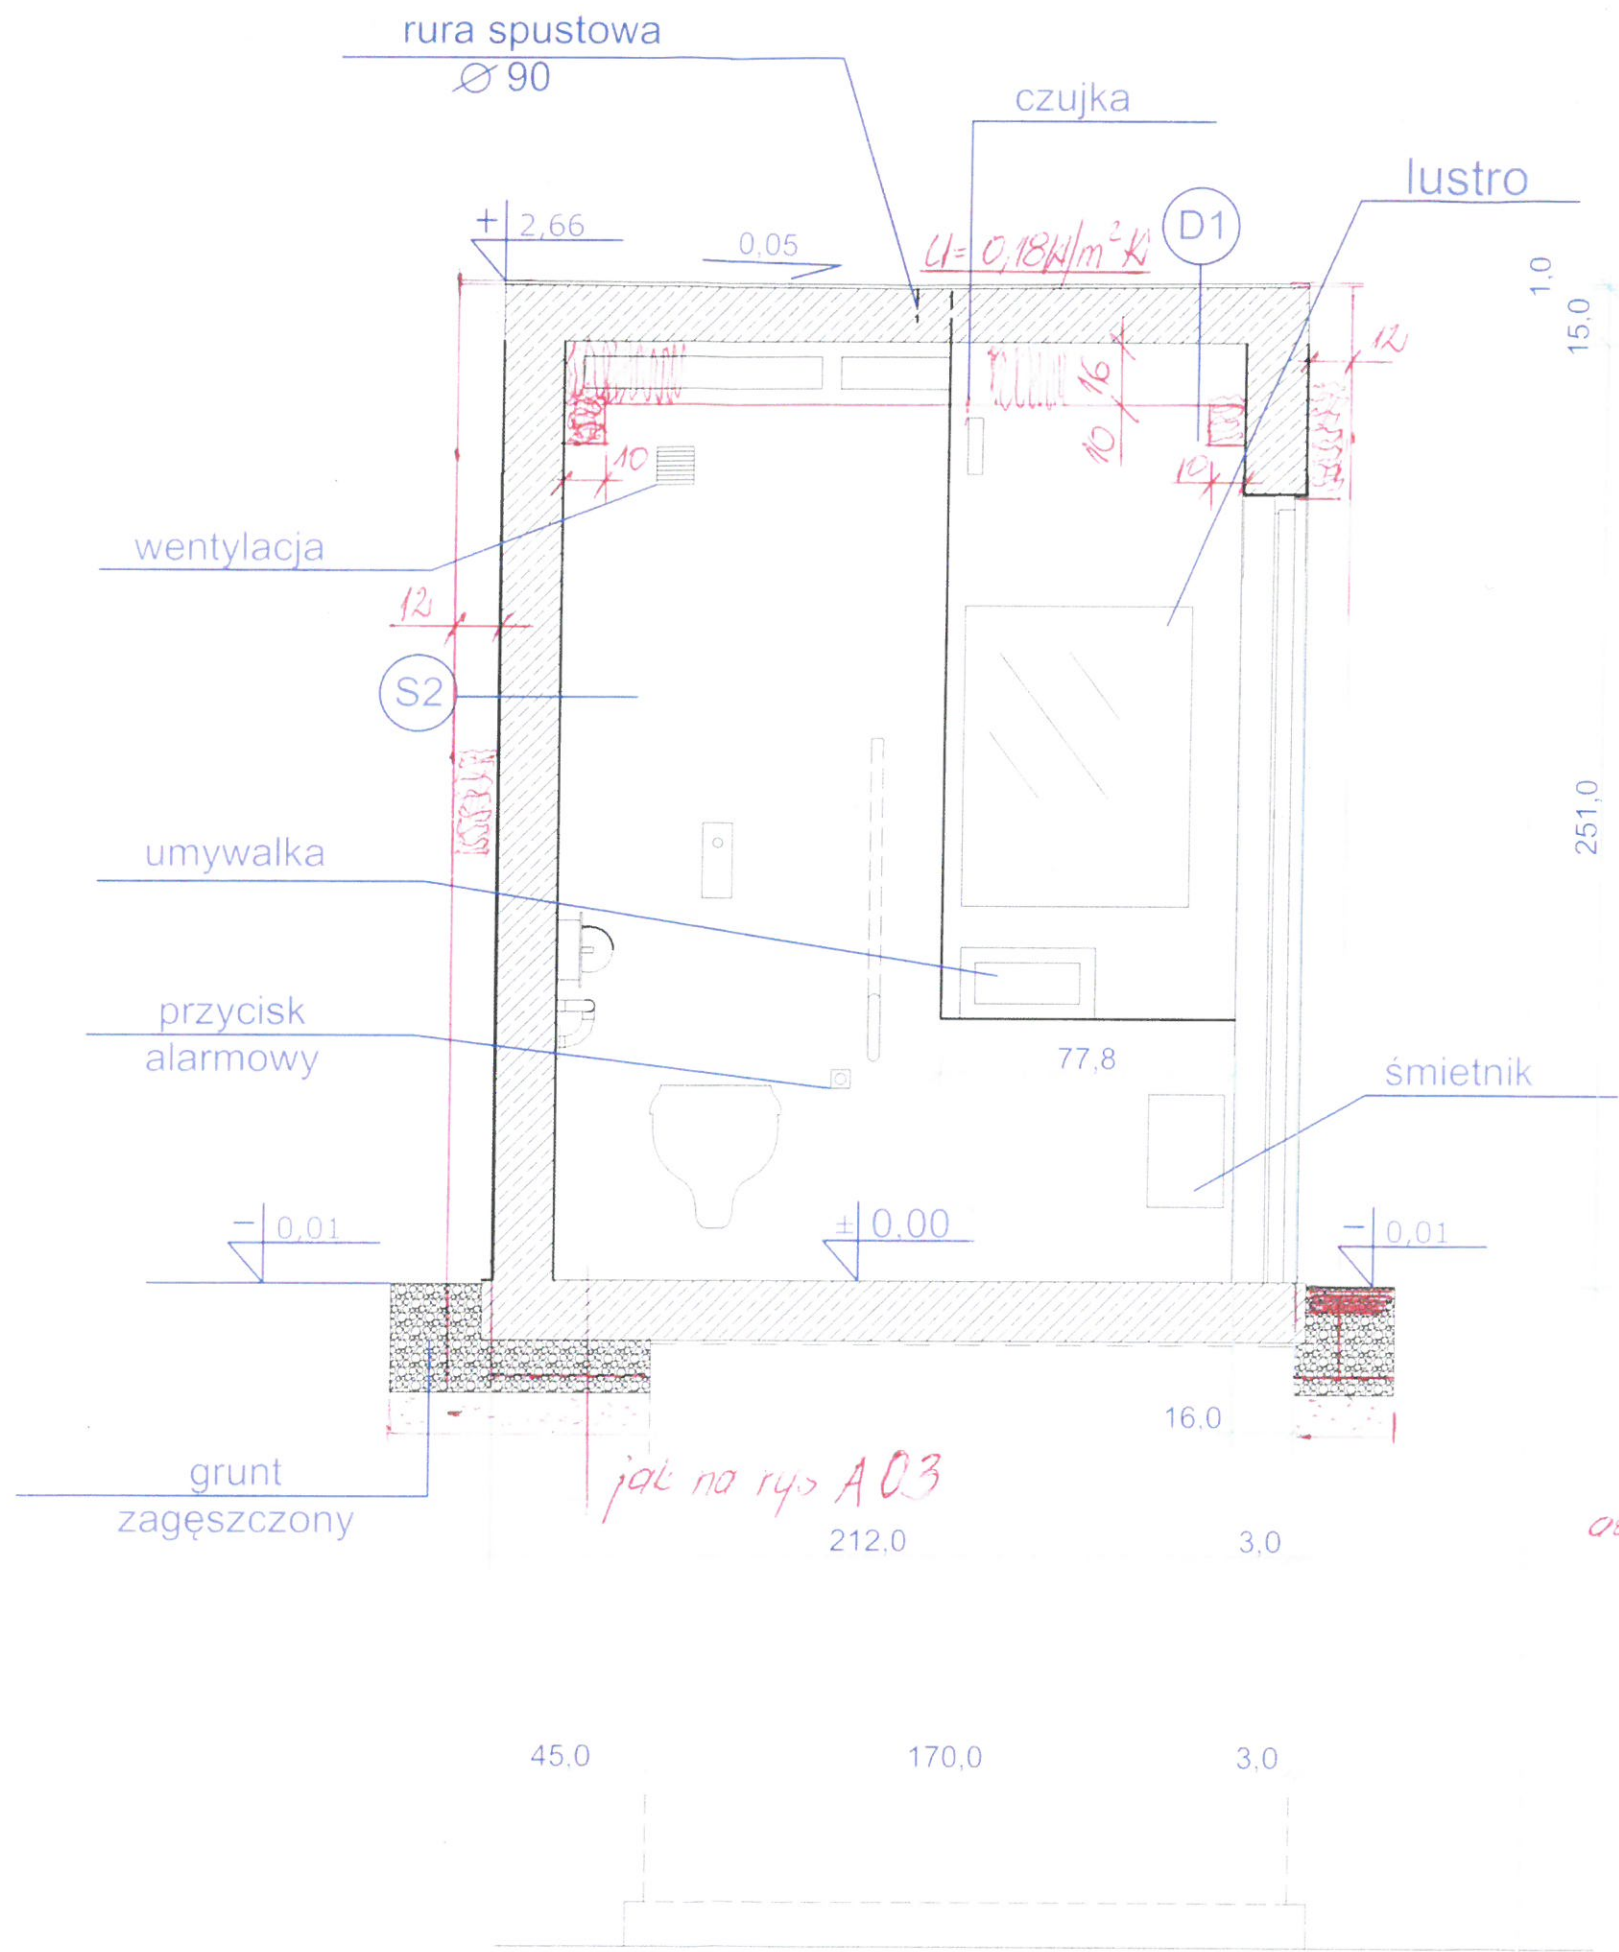 rura spustowa
Ø 90
czujka
lustro
+ 2,66
0,05
U= 0,18W/m²K
D1
1,0
15,0
12
16
10
10
10
wentylacja
12
S2
251,0
umywalka
przycisk
alarmowy
77,8
śmietnik
− 0,01
± 0,00
− 0,01
16,0
grunt
zagęszczony
jak na rys A 03
212,0
3,0
45,0
170,0
3,0